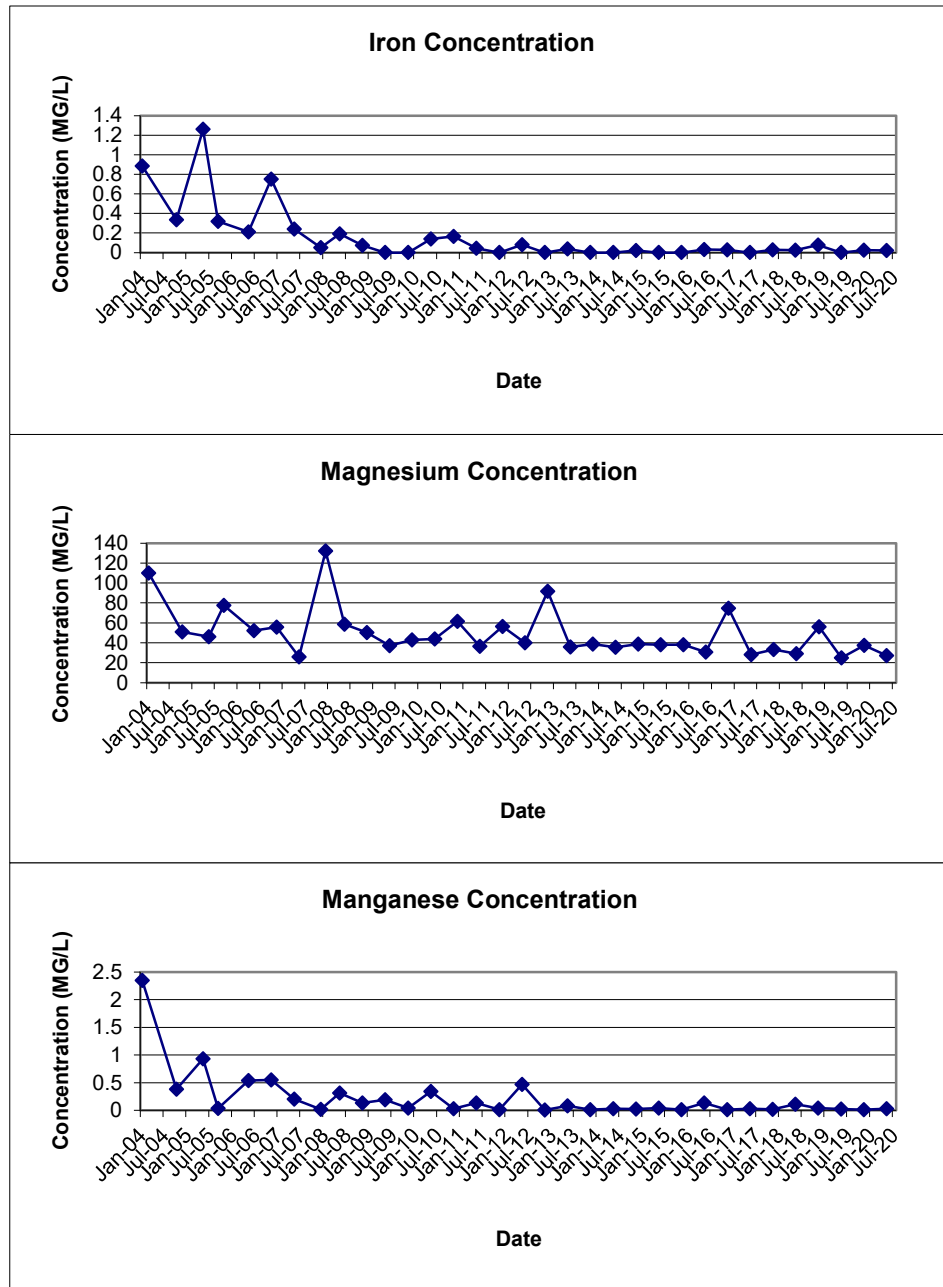 Iron Concentration
Concentration (MG/L)
1.4
1.2
1
0.8
0.6
0.4
0.2
0
Jan-04
Jul-04
Jan-05
Jul-05
Jan-06
Jul-06
Jan-07
Jul-07
Jan-08
Jul-08
Jan-09
Jul-09
Jan-10
Jul-10
Jan-11
Jul-11
Jan-12
Jul-12
Jan-13
Jul-13
Jan-14
Jul-14
Jan-15
Jul-15
Jan-16
Jul-16
Jan-17
Jul-17
Jan-18
Jul-18
Jan-19
Jul-19
Jan-20
Jul-20
Date
Magnesium Concentration
Concentration (MG/L)
140
120
100
80
60
40
20
0
Jan-04
Jul-04
Jan-05
Jul-05
Jan-06
Jul-06
Jan-07
Jul-07
Jan-08
Jul-08
Jan-09
Jul-09
Jan-10
Jul-10
Jan-11
Jul-11
Jan-12
Jul-12
Jan-13
Jul-13
Jan-14
Jul-14
Jan-15
Jul-15
Jan-16
Jul-16
Jan-17
Jul-17
Jan-18
Jul-18
Jan-19
Jul-19
Jan-20
Jul-20
Date
Manganese Concentration
Concentration (MG/L)
2.5
2
1.5
1
0.5
0
Jan-04
Jul-04
Jan-05
Jul-05
Jan-06
Jul-06
Jan-07
Jul-07
Jan-08
Jul-08
Jan-09
Jul-09
Jan-10
Jul-10
Jan-11
Jul-11
Jan-12
Jul-12
Jan-13
Jul-13
Jan-14
Jul-14
Jan-15
Jul-15
Jan-16
Jul-16
Jan-17
Jul-17
Jan-18
Jul-18
Jan-19
Jul-19
Jan-20
Jul-20
Date